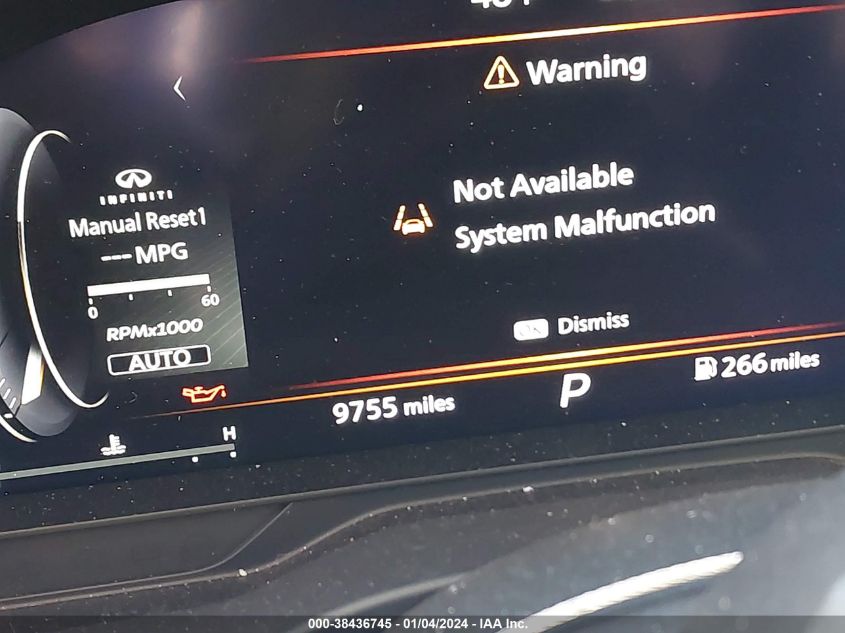 Warning
INFINITI
Manual Reset1
--- MPG
0 60
RPMx1000
AUTO
Not Available
System Malfunction
OK Dismiss
9755 miles
P
266 miles
H
000-38436745 - 01/04/2024 - IAA Inc.